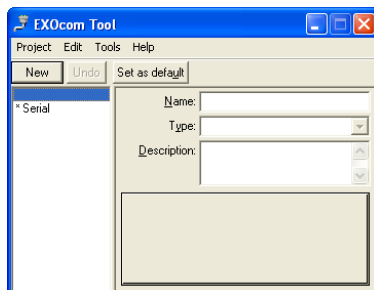 EXOcom Tool
Project Edit Tools Help
New Undo Set as default
* Serial
Name:
Type:
Description: